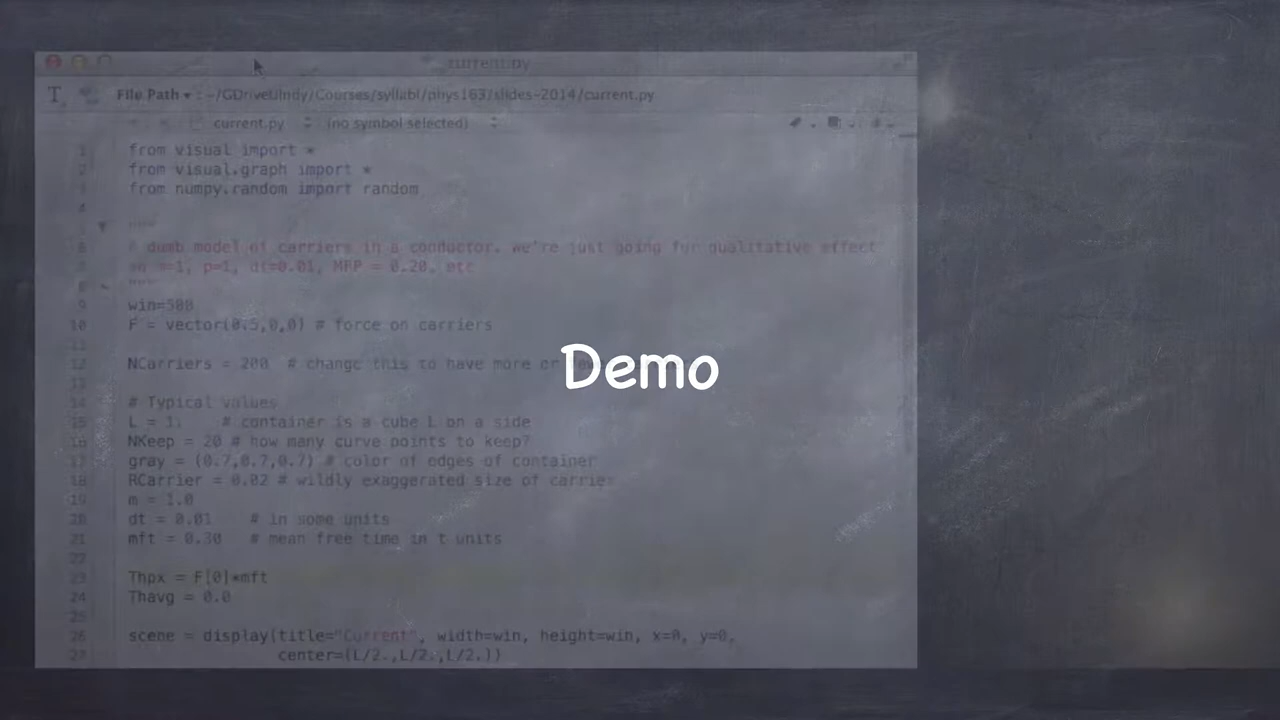 current.py
T File Path ▾ : ~/GDriveUIndy/Courses/syllabi/phys163/slides-2014/current.py
current.py (no symbol selected)
1 from visual import *
2 from visual.graph import *
3 from numpy.random import random
4
"""
6 A dumb model of carriers in a conductor. we're just going for qualitative effect
m=1, p=1, dt=0.01, MFP = 0.20, etc
8 """
9 win=500
10 F = vector(0.5,0,0) # force on carriers
11
12 NCarriers = 200 # change this to have more or
Demo
13
14 # Typical values
15 L = 1. # container is a cube L on a side
16 NKeep = 20 # how many curve points to keep?
17 gray = (0.7,0.7,0.7) # color of edges of container
18 RCarrier = 0.02 # wildly exaggerated size of carrier
19 m = 1.0
20 dt = 0.01 # in some units
21 mft = 0.30 # mean free time in t units
22
23 Thpx = F[0]*mft
24 Thavg = 0.0
25
26 scene = display(title="Current", width=win, height=win, x=0, y=0,
27 center=(L/2.,L/2.,L/2.))